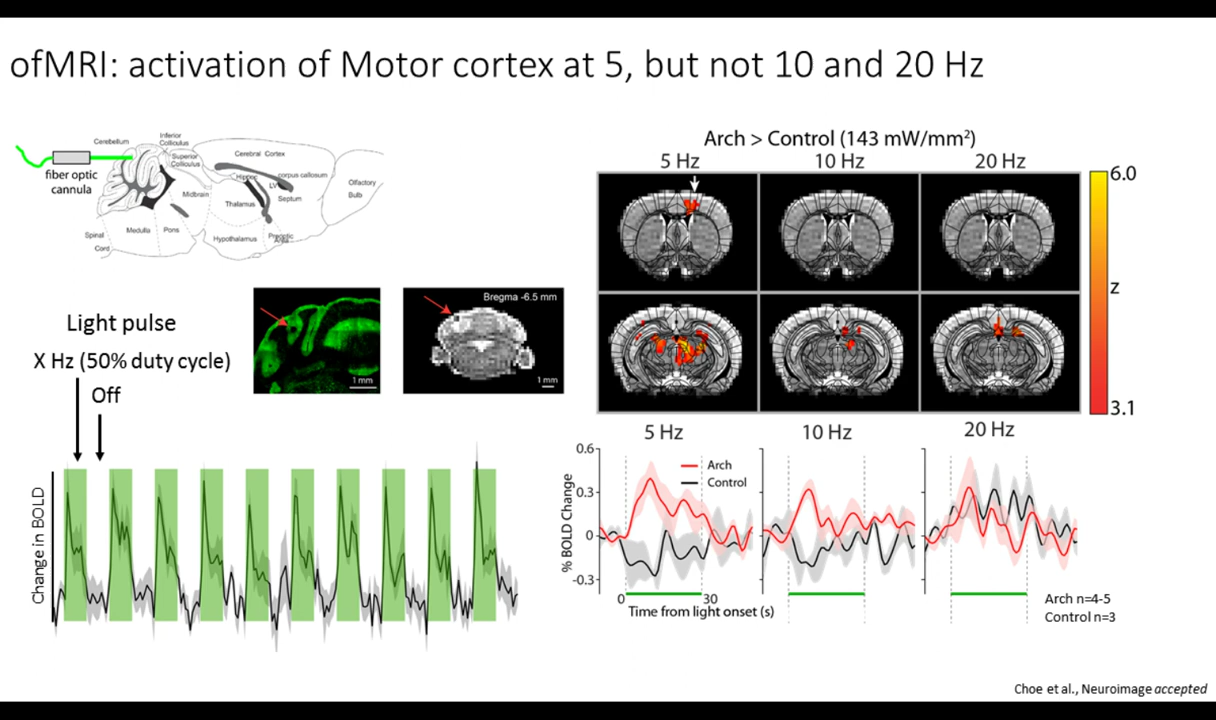 ofMRI: activation of Motor cortex at 5, but not 10 and 20 Hz
fiber optic
cannula
Cerebellum
Inferior
Colliculus
Superior
Colliculus
Cerebral Cortex
corpus callosum
Hippoc
LV
Septum
Midbrain
Thalamus
Olfactory
Bulb
Spinal
Cord
Medulla
Pons
Hypothalamus
Preoptic
Area
Light pulse
X Hz (50% duty cycle)
Off
1 mm
Bregma -6.5 mm
1 mm
Change in BOLD
Arch > Control (143 mW/mm²)
5 Hz
10 Hz
20 Hz
6.0
z
3.1
5 Hz
10 Hz
20 Hz
% BOLD Change
0.6
0.3
0
-0.3
Arch
Control
0
30
Time from light onset (s)
Arch n=4-5
Control n=3
Choe et al., Neuroimage accepted